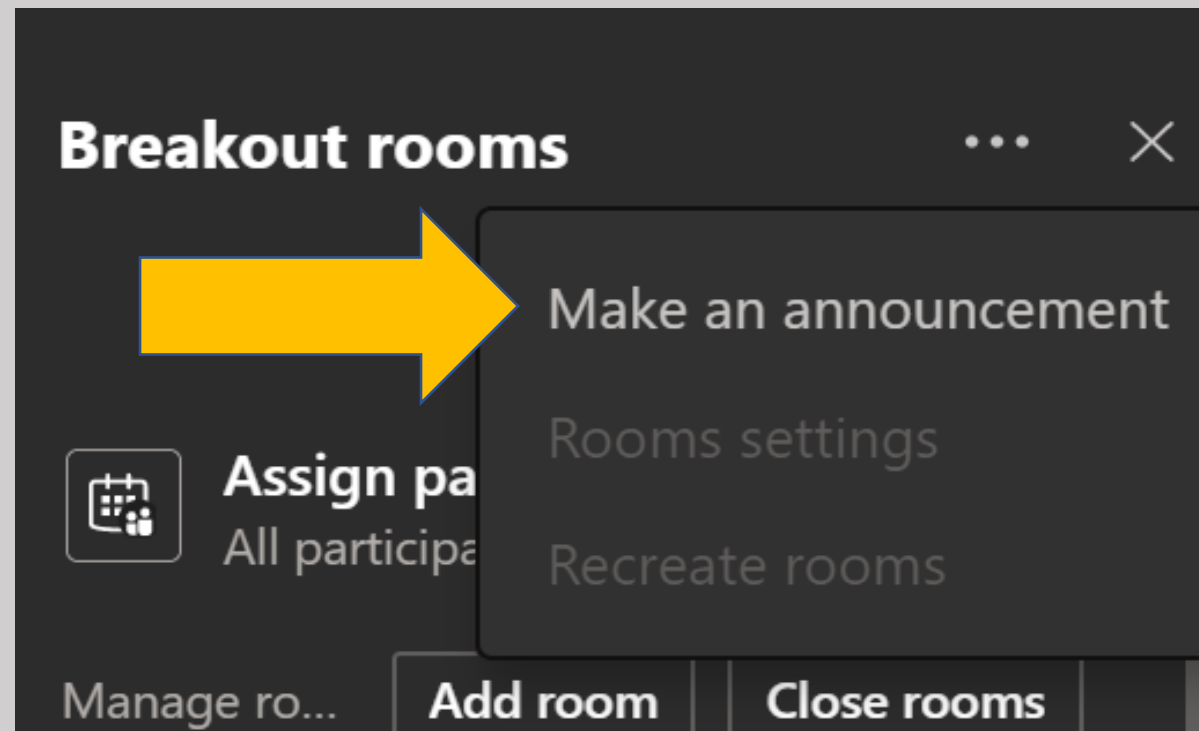 Breakout rooms
Make an announcement
Rooms settings
Recreate rooms
Assign pa
All participa
Manage ro...
Add room
Close rooms